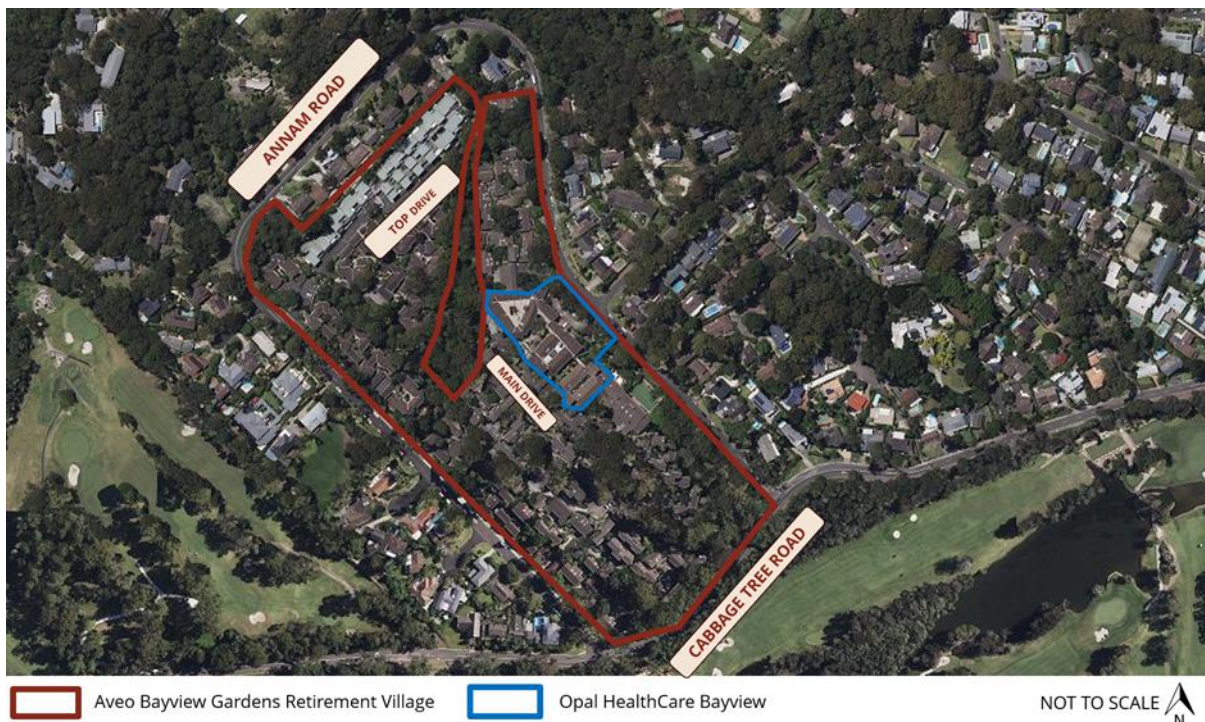 ANNAM ROAD
TOP DRIVE
MAIN DRIVE
CABBAGE TREE ROAD
Aveo Bayview Gardens Retirement Village
Opal HealthCare Bayview
NOT TO SCALE
N